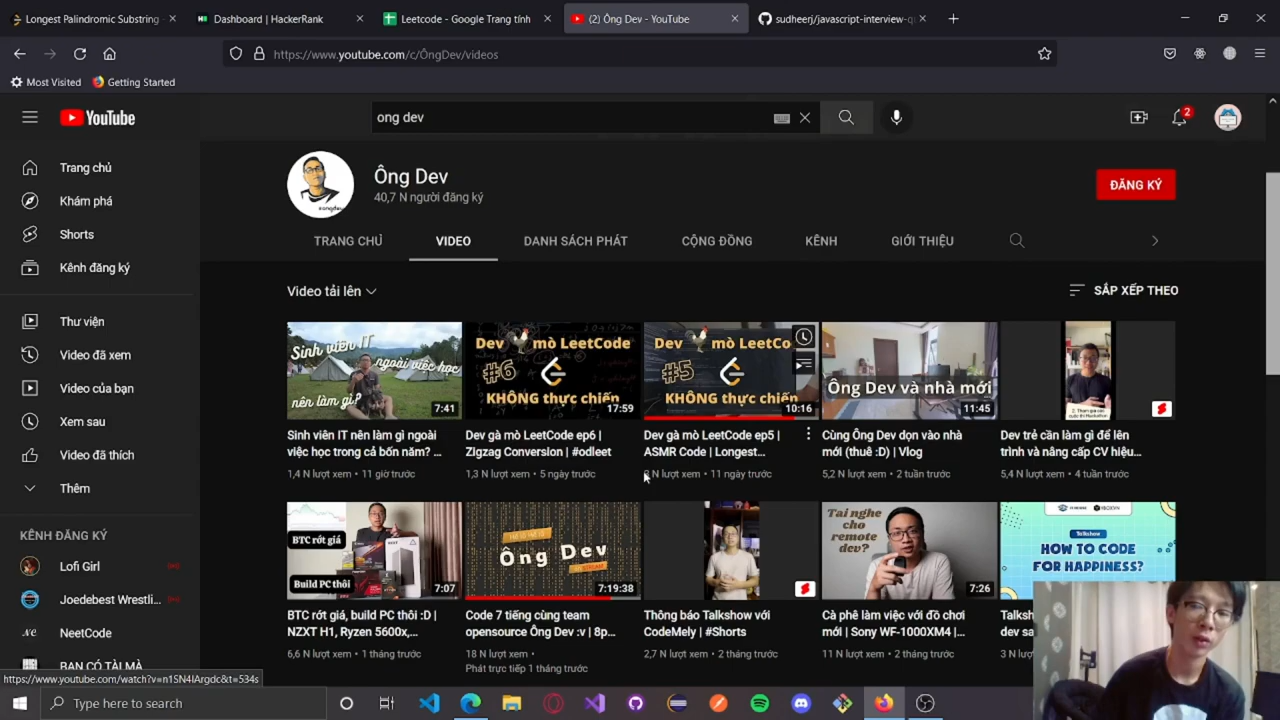 Longest Palindromic Substring -
Dashboard | HackerRank
Leetcode - Google Trang tính
(2) Ông Dev - YouTube
sudheerj/javascript-interview-q
https://www.youtube.com/c/ÔngDev/videos
Most Visited
Getting Started
YouTube
ong dev
2
Trang chủ
Khám phá
Shorts
Kênh đăng ký
Thư viện
Video đã xem
Video của bạn
Xem sau
Video đã thích
Thêm
KÊNH ĐĂNG KÝ
Lofi Girl
Joedebest Wrestli...
NeetCode
BẠN CÓ TÀI MÀ
Ông Dev
40,7 N người đăng ký
ĐĂNG KÝ
TRANG CHỦ
VIDEO
DANH SÁCH PHÁT
CỘNG ĐỒNG
KÊNH
GIỚI THIỆU
Video tải lên
SẮP XẾP THEO
Sinh viên IT
ngoài việc học
nên làm gì?
7:41
Dev mò LeetCode
#6
KHÔNG thực chiến
17:59
Dev mò LeetCo
#5
KHÔNG thực chiến
10:16
Ông Dev và nhà mới
11:45
Sinh viên IT nên làm gì ngoài
việc học trong cả bốn năm? ...
1,4 N lượt xem • 11 giờ trước
Dev gà mò LeetCode ep6 |
Zigzag Conversion | #odleet
1,3 N lượt xem • 5 ngày trước
Dev gà mò LeetCode ep5 |
ASMR Code | Longest...
N lượt xem • 11 ngày trước
Cùng Ông Dev dọn vào nhà
mới (thuê :D) | Vlog
5,2 N lượt xem • 2 tuần trước
Dev trẻ cần làm gì để lên
trình và nâng cấp CV hiệu...
5,4 N lượt xem • 4 tuần trước
BTC rớt giá
Build PC thôi
7:07
Ông Dev
7:19:38
Tai nghe
cho
remote
dev?
7:26
Talkshow
HOW TO CODE
FOR HAPPINESS?
BTC rớt giá, build PC thôi :D |
NZXT H1, Ryzen 5600x,...
6,6 N lượt xem • 1 tháng trước
Code 7 tiếng cùng team
opensource Ông Dev :v | 8p...
18 N lượt xem •
Phát trực tiếp 1 tháng trước
Thông báo Talkshow với
CodeMely | #Shorts
2,7 N lượt xem • 2 tháng trước
Cà phê làm việc với đồ chơi
mới | Sony WF-1000XM4 |...
11 N lượt xem • 2 tháng trước
Talks
dev sa
3 N lượt
https://www.youtube.com/watch?v=n1SN4lArgdc&t=534s
Type here to search